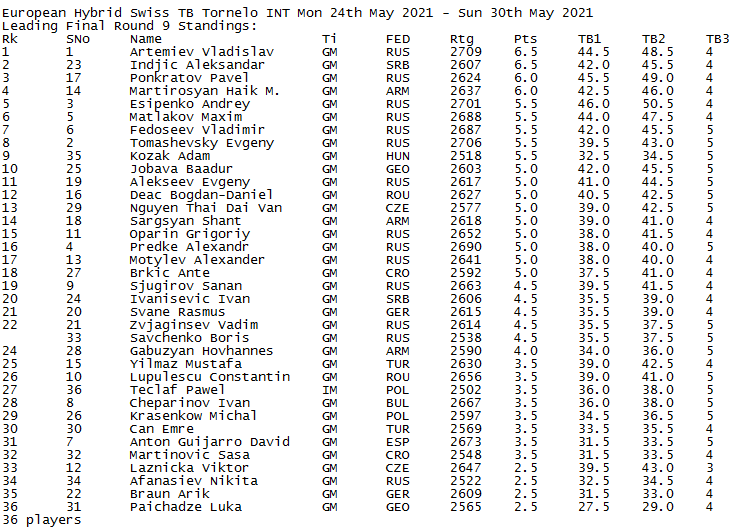 European Hybrid Swiss TB Tornelo INT Mon 24th May 2021 - Sun 30th May 2021
Leading Final Round 9 Standings:
Rk SNo Name Ti FED Rtg Pts TB1 TB2 TB3
1 1 Artemiev Vladislav GM RUS 2709 6.5 44.5 48.5 4
2 23 Indjic Aleksandar GM SRB 2607 6.5 42.0 45.5 4
3 17 Ponkratov Pavel GM RUS 2624 6.0 45.5 49.0 4
4 14 Martirosyan Haik M. GM ARM 2637 6.0 42.5 46.0 4
5 3 Esipenko Andrey GM RUS 2701 5.5 46.0 50.5 4
6 5 Matlakov Maxim GM RUS 2688 5.5 44.0 47.5 4
7 6 Fedoseev Vladimir GM RUS 2687 5.5 42.0 45.5 5
8 2 Tomashevsky Evgeny GM RUS 2706 5.5 39.5 43.0 5
9 35 Kozak Adam GM HUN 2518 5.5 32.5 34.5 5
10 25 Jobava Baadur GM GEO 2603 5.0 42.0 45.5 5
11 19 Alekseev Evgeny GM RUS 2617 5.0 41.0 44.5 5
12 16 Deac Bogdan-Daniel GM ROU 2627 5.0 40.5 42.5 5
13 29 Nguyen Thai Dai Van GM CZE 2577 5.0 39.0 42.5 5
14 18 Sargsyan Shant GM ARM 2618 5.0 39.0 41.0 4
15 11 Oparin Grigoriy GM RUS 2652 5.0 38.0 41.5 4
16 4 Predke Alexandr GM RUS 2690 5.0 38.0 40.0 5
17 13 Motylev Alexander GM RUS 2641 5.0 38.0 40.0 4
18 27 Brkic Ante GM CRO 2592 5.0 37.5 41.0 4
19 9 Sjugirov Sanan GM RUS 2663 4.5 39.5 41.5 4
20 24 Ivanisevic Ivan GM SRB 2606 4.5 35.5 39.0 4
21 20 Svane Rasmus GM GER 2615 4.5 35.5 39.0 4
22 21 Zvjaginsev Vadim GM RUS 2614 4.5 35.5 37.5 5
33 Savchenko Boris GM RUS 2538 4.5 35.5 37.5 5
24 28 Gabuzyan Hovhannes GM ARM 2590 4.0 34.0 36.0 5
25 15 Yilmaz Mustafa GM TUR 2630 3.5 39.0 42.5 4
26 10 Lupulescu Constantin GM ROU 2656 3.5 39.0 41.0 5
27 36 Teclaf Pawel IM POL 2502 3.5 36.0 38.0 5
28 8 Cheparinov Ivan GM BUL 2667 3.5 36.0 38.0 5
29 26 Krasenkow Michal GM POL 2597 3.5 34.5 36.5 5
30 30 Can Emre GM TUR 2569 3.5 33.5 35.5 4
31 7 Anton Guijarro David GM ESP 2673 3.5 31.5 33.5 5
32 32 Martinovic Sasa GM CRO 2548 3.5 31.5 33.5 4
33 12 Laznicka Viktor GM CZE 2647 2.5 39.5 43.0 3
34 34 Afanasiev Nikita GM RUS 2522 2.5 32.5 34.5 4
35 22 Braun Arik GM GER 2609 2.5 31.5 33.0 4
36 31 Paichadze Luka GM GEO 2565 2.5 27.5 29.0 4
36 players